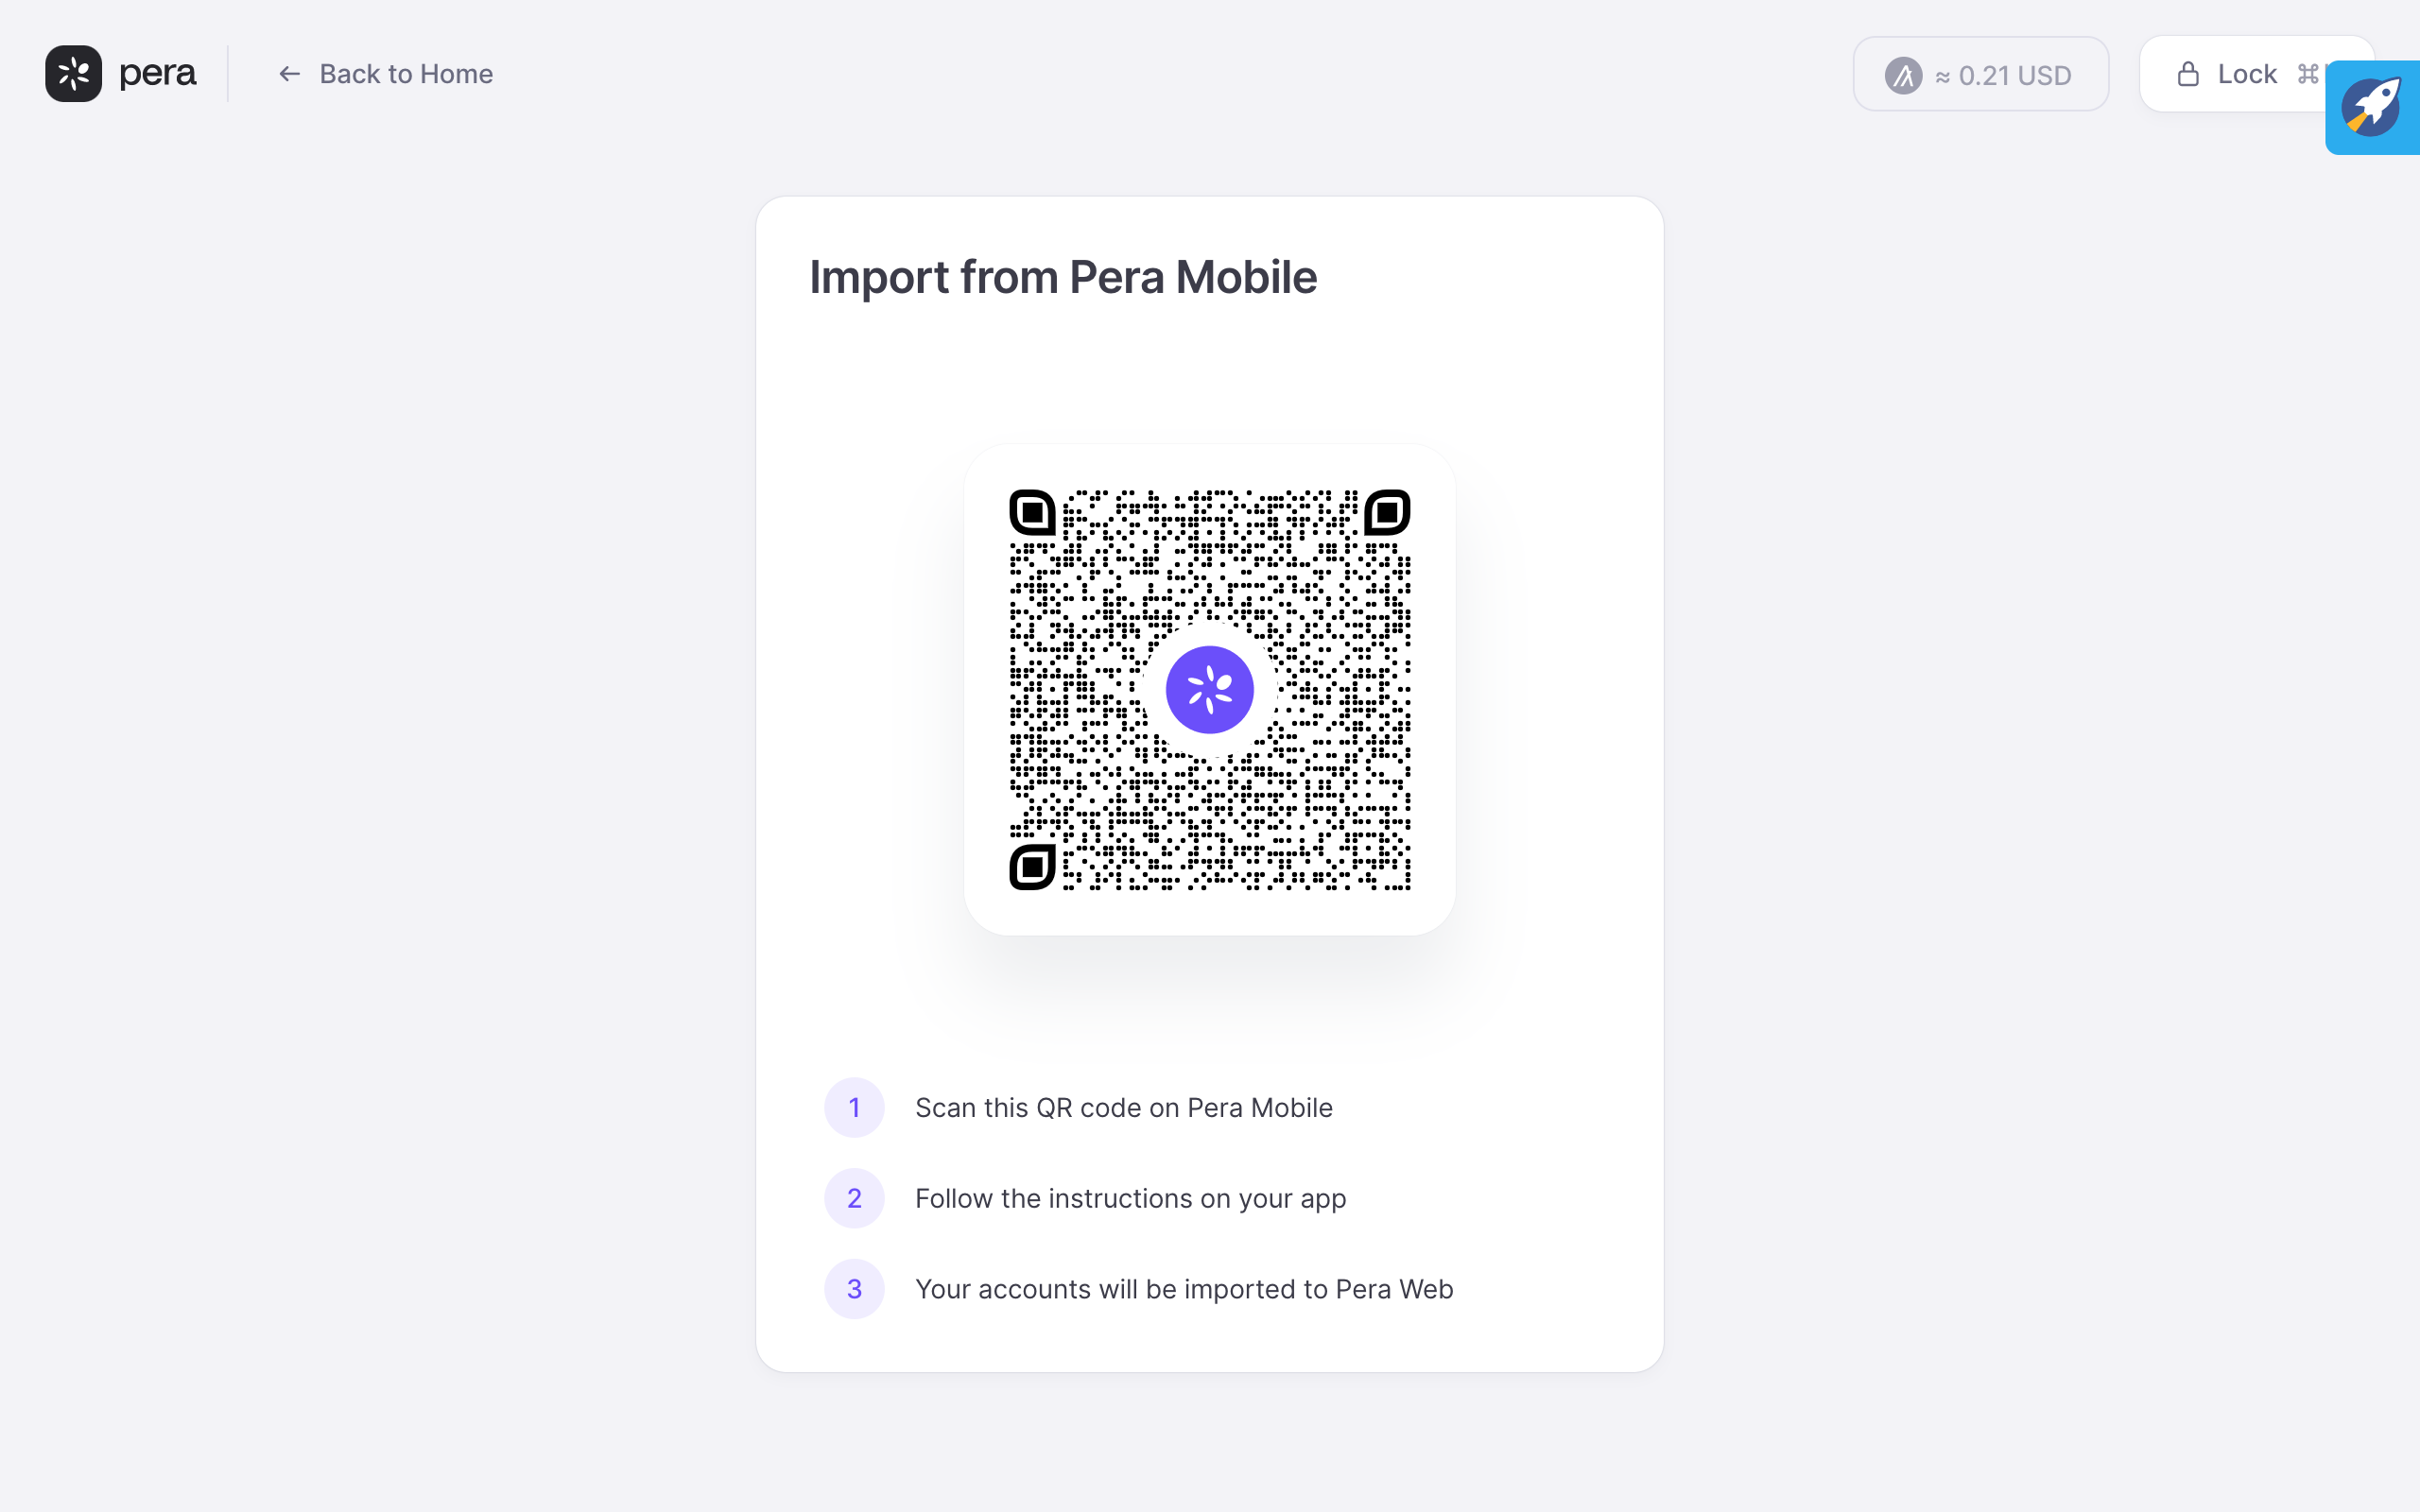 pera
Back to Home
≈ 0.21 USD
Lock ⌘
Import from Pera Mobile
1 Scan this QR code on Pera Mobile
2 Follow the instructions on your app
3 Your accounts will be imported to Pera Web